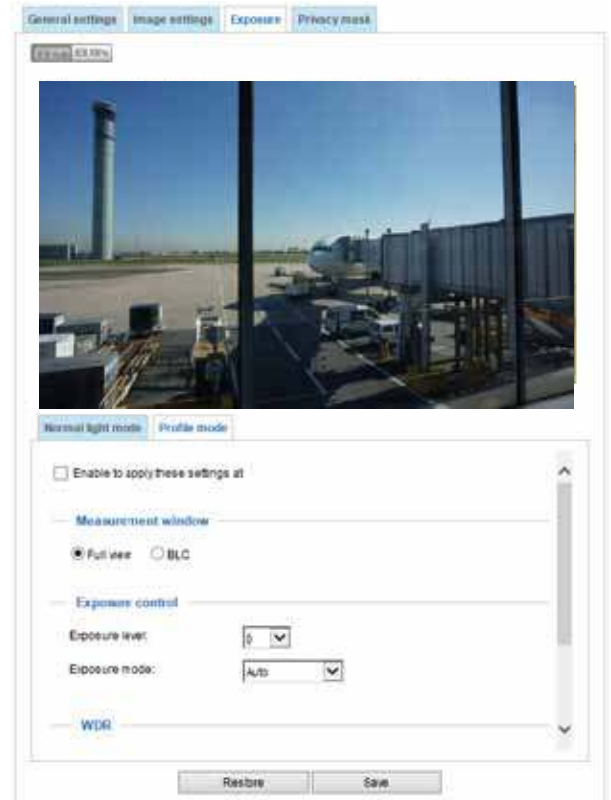 General settings Image settings Exposure Privacy mask
Normal light mode Profile mode
Enable to apply these settings at
Measurement window
Full view BLC
Exposure control
Exposure level: 0
Exposure mode: Auto
WDR
Restore Save